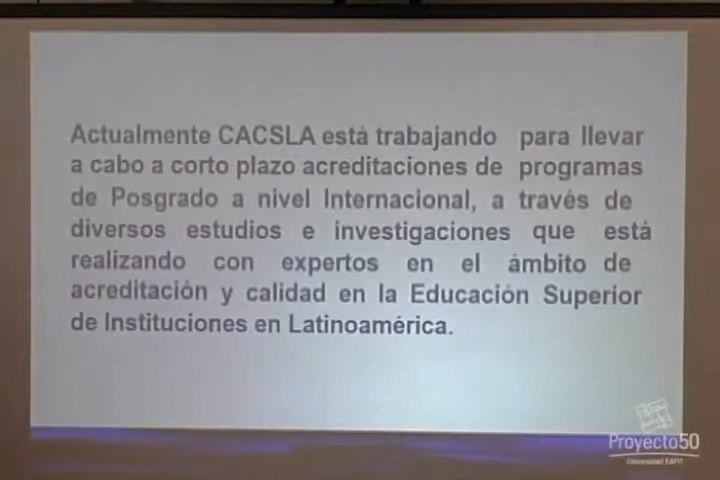 Actualmente CACSLA está trabajando para llevar
a cabo a corto plazo acreditaciones de programas
de Posgrado a nivel Internacional, a través de
diversos estudios e investigaciones que está
realizando con expertos en el ámbito de
acreditación y calidad en la Educación Superior
de Instituciones en Latinoamérica.
Proyecto50
Universidad EAFIT